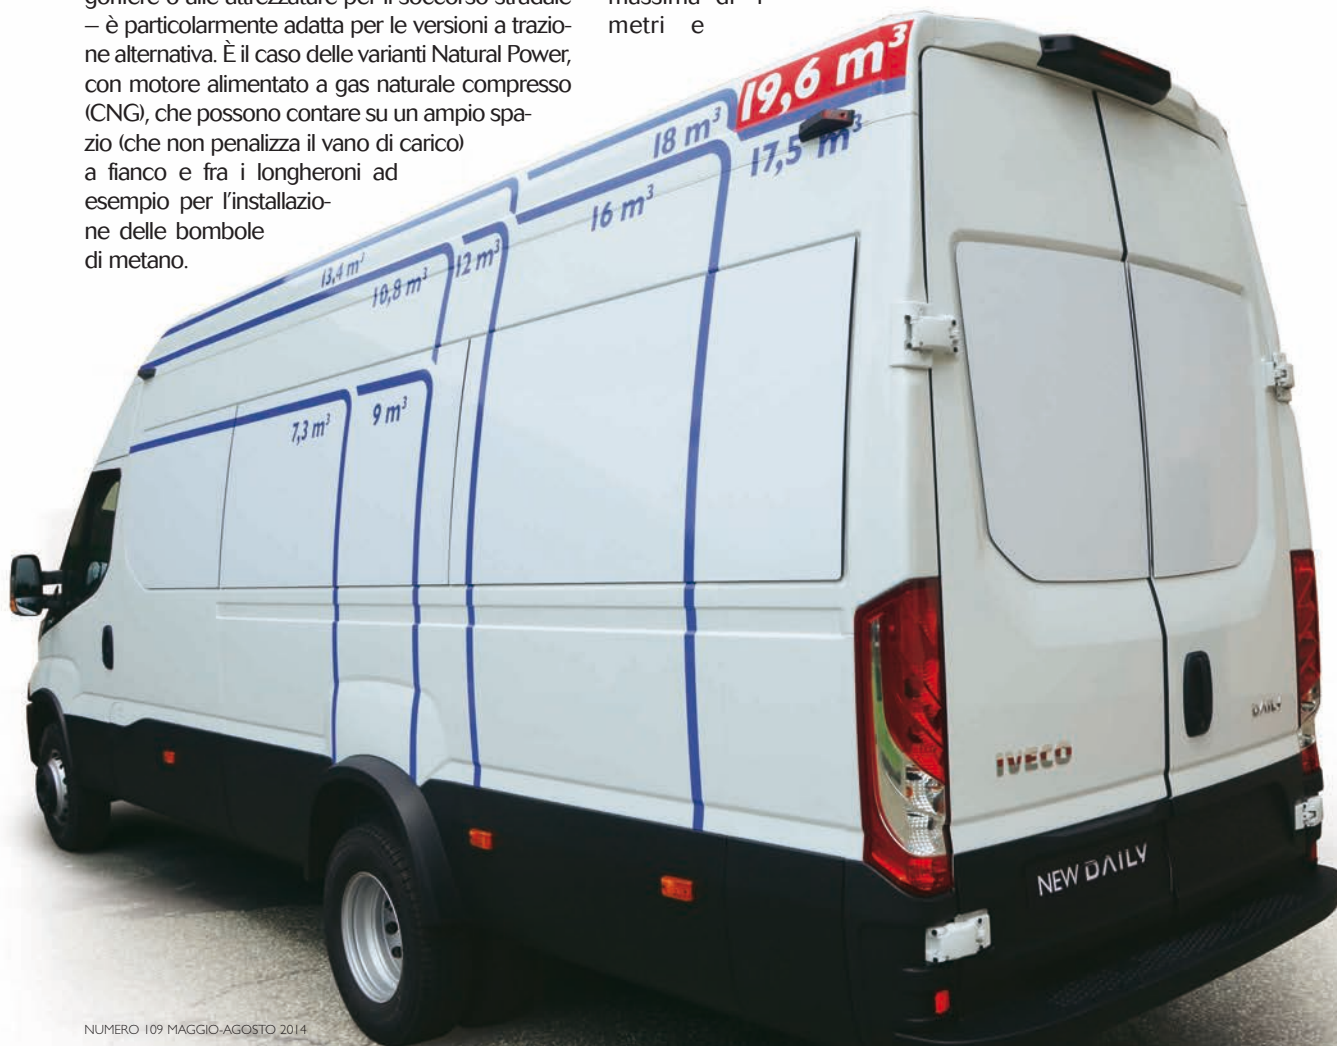 – è particolarmente adatta per le versioni a trazio-
ne alternativa. È il caso delle varianti Natural Power,
con motore alimentato a gas naturale compresso
(CNG), che possono contare su un ampio spa-
zio (che non penalizza il vano di carico)
a fianco e fra i longheroni ad
esempio per l'installazio-
ne delle bombole
di metano.
metri e
19,6 m³
18 m³
17,5 m³
16 m³
12 m³
13,4 m³
10,8 m³
9 m³
7,3 m³
IVECO
DAILY
NEW DAILY
NUMERO 109 MAGGIO-AGOSTO 2014